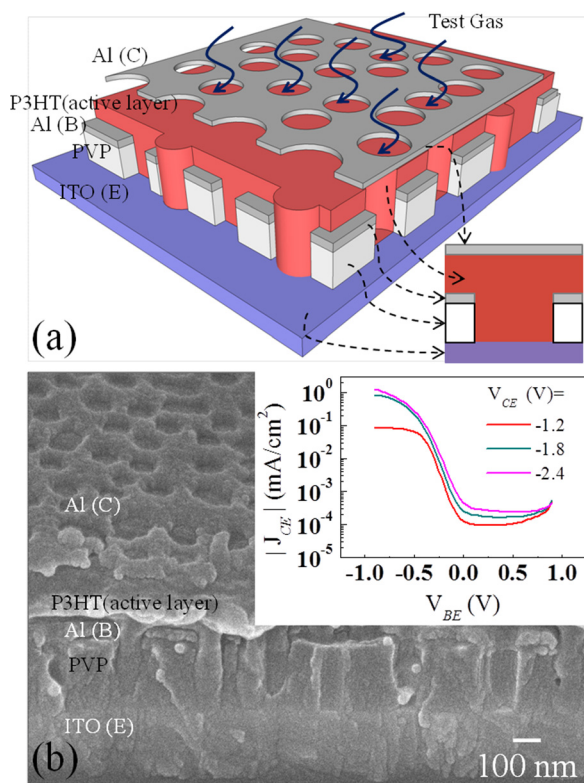 Test Gas
Al (C)
P3HT(active layer)
Al (B)
PVP
ITO (E)
(a)
10⁰
10⁻¹
10⁻²
10⁻³
10⁻⁴
10⁻⁵
| J_CE | (mA/cm²)
V_CE (V)=
-1.2
-1.8
-2.4
-1.0 -0.5 0.0 0.5 1.0
V_BE (V)
Al (C)
P3HT(active layer)
Al (B)
PVP
ITO (E)
(b)
100 nm